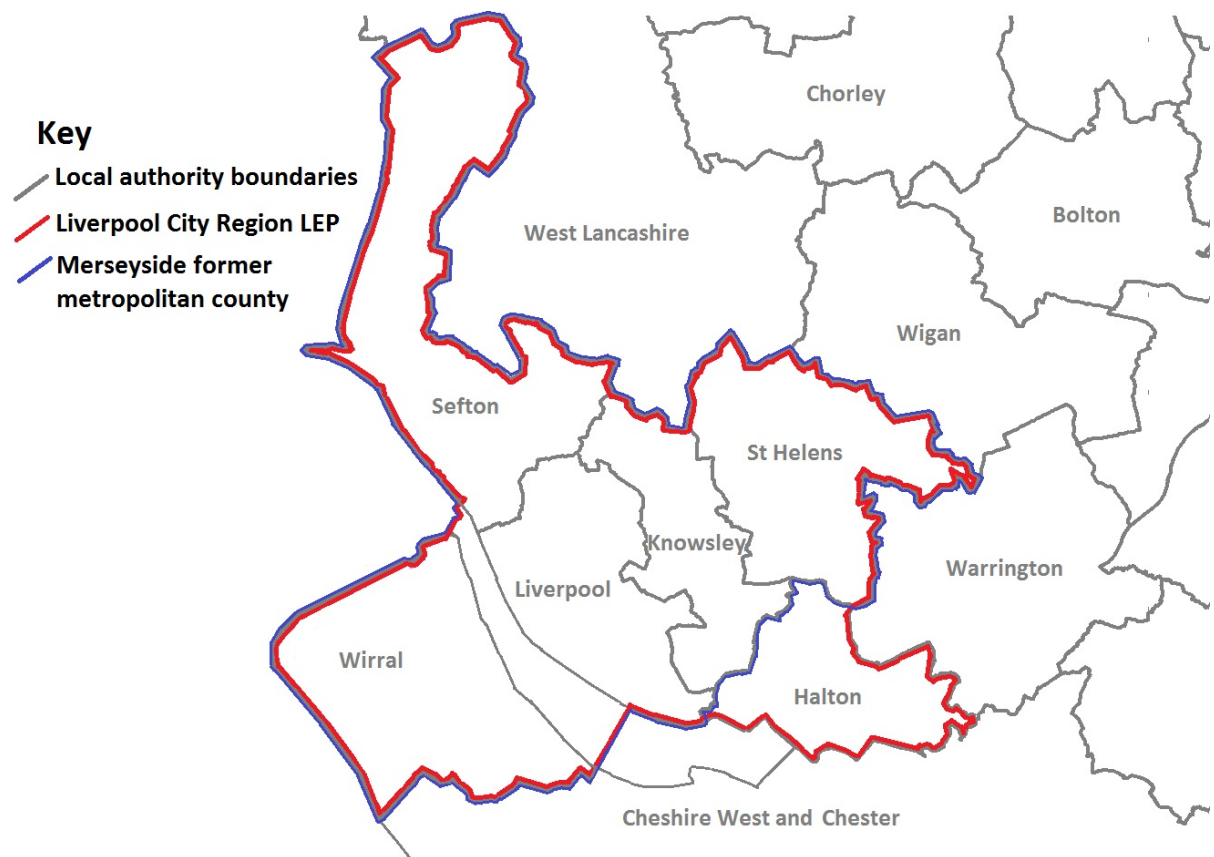 Chorley
Key
Local authority boundaries
Bolton
Liverpool City Region LEP
West Lancashire
Merseyside former
metropolitan county
Wigan
Sefton
St Helens
Knowsley
Warrington
Liverpool
Wirral
Halton
Cheshire West and Chester